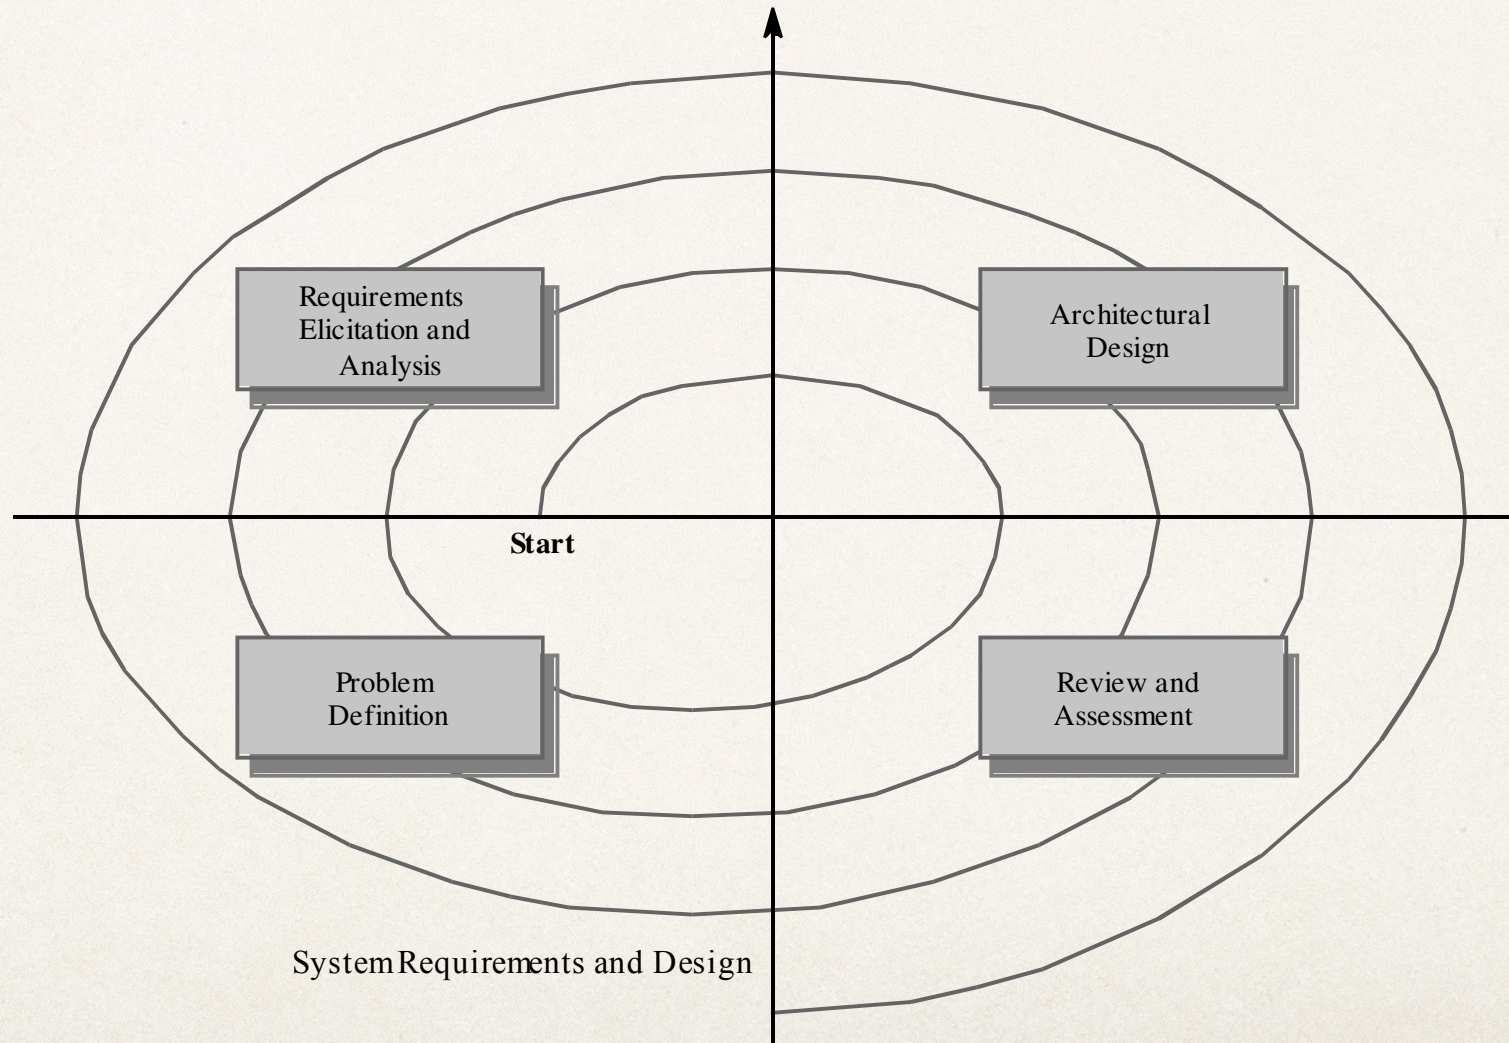 Requirements
Elicitation and
Analysis
Architectural
Design
Start
Problem
Definition
Review and
Assessment
System Requirements and Design